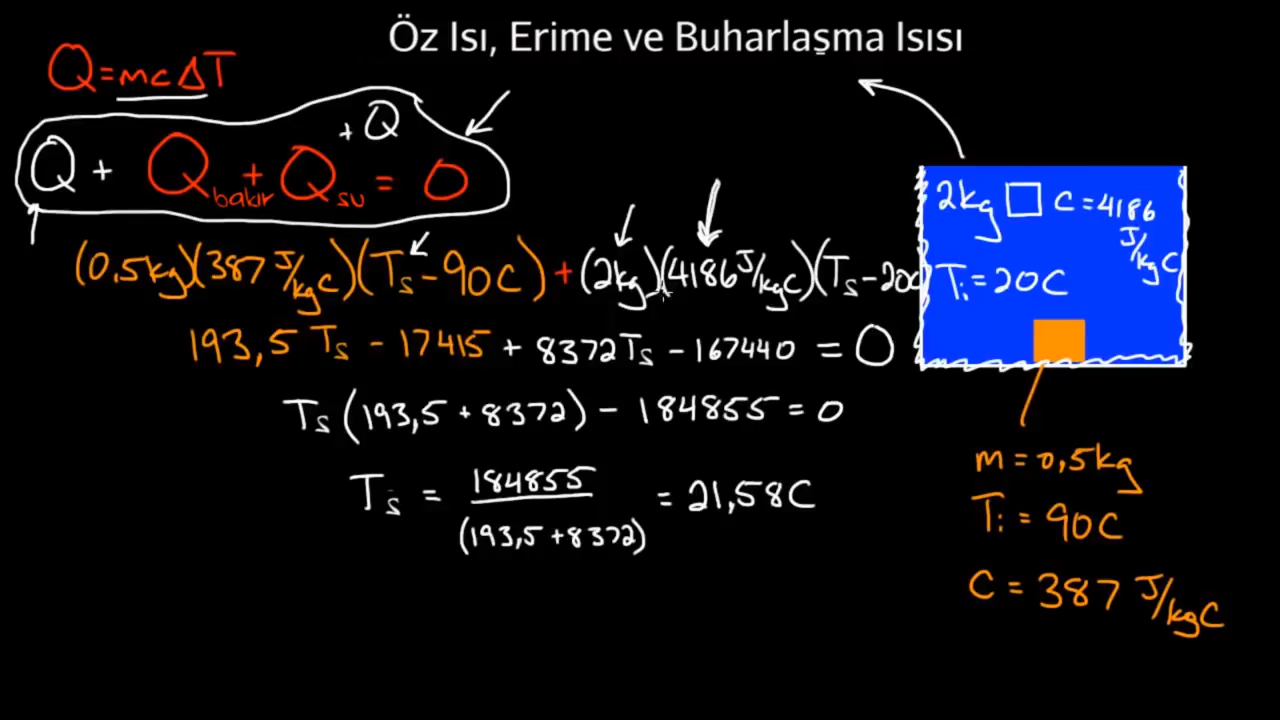 Öz Isı, Erime ve Buharlaşma Isısı
Q=mcΔT
Q + Qbakır + Qsu + Q = 0
(0,5kg)(387 J/kgC)(Ts - 90C) + (2kg)(4186 J/kgC)(Ts - 20C
193,5 Ts - 17415 + 8372Ts - 167440 = 0
Ts (193,5 + 8372) - 184855 = 0
Ts = 184855 / (193,5 + 8372) = 21,58C
2kg C = 4186 J/kgC
Ti = 20C
m = 0,5kg
Ti = 90C
C = 387 J/kgC